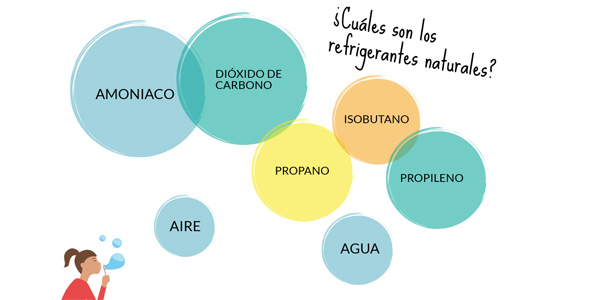 ¿Cuáles son los
refrigerantes naturales?
AMONIACO
DIÓXIDO DE
CARBONO
ISOBUTANO
PROPANO
PROPILENO
AIRE
AGUA